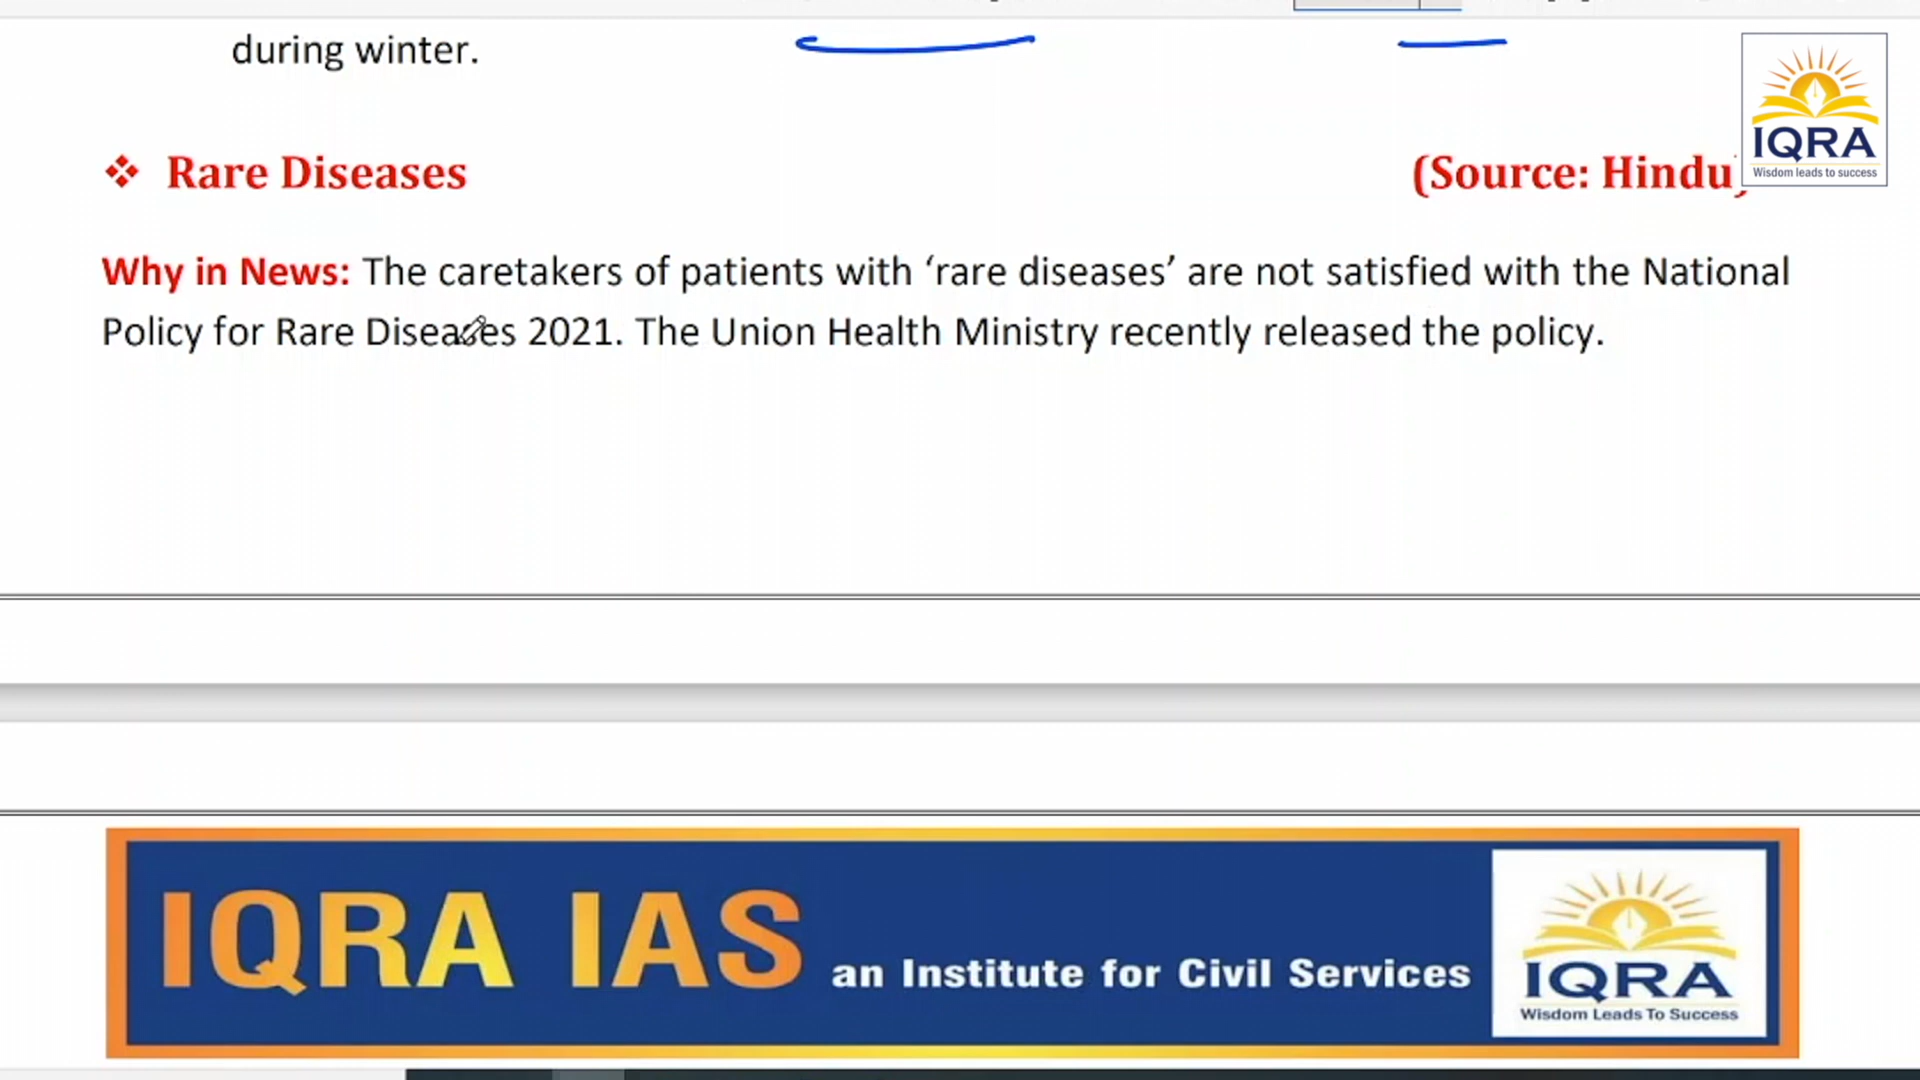 during winter.
IQRA
Wisdom leads to success
❖ Rare Diseases (Source: Hindu)
Why in News: The caretakers of patients with ‘rare diseases’ are not satisfied with the National
Policy for Rare Diseases 2021. The Union Health Ministry recently released the policy.
IQRA IAS an Institute for Civil Services
IQRA
Wisdom Leads To Success